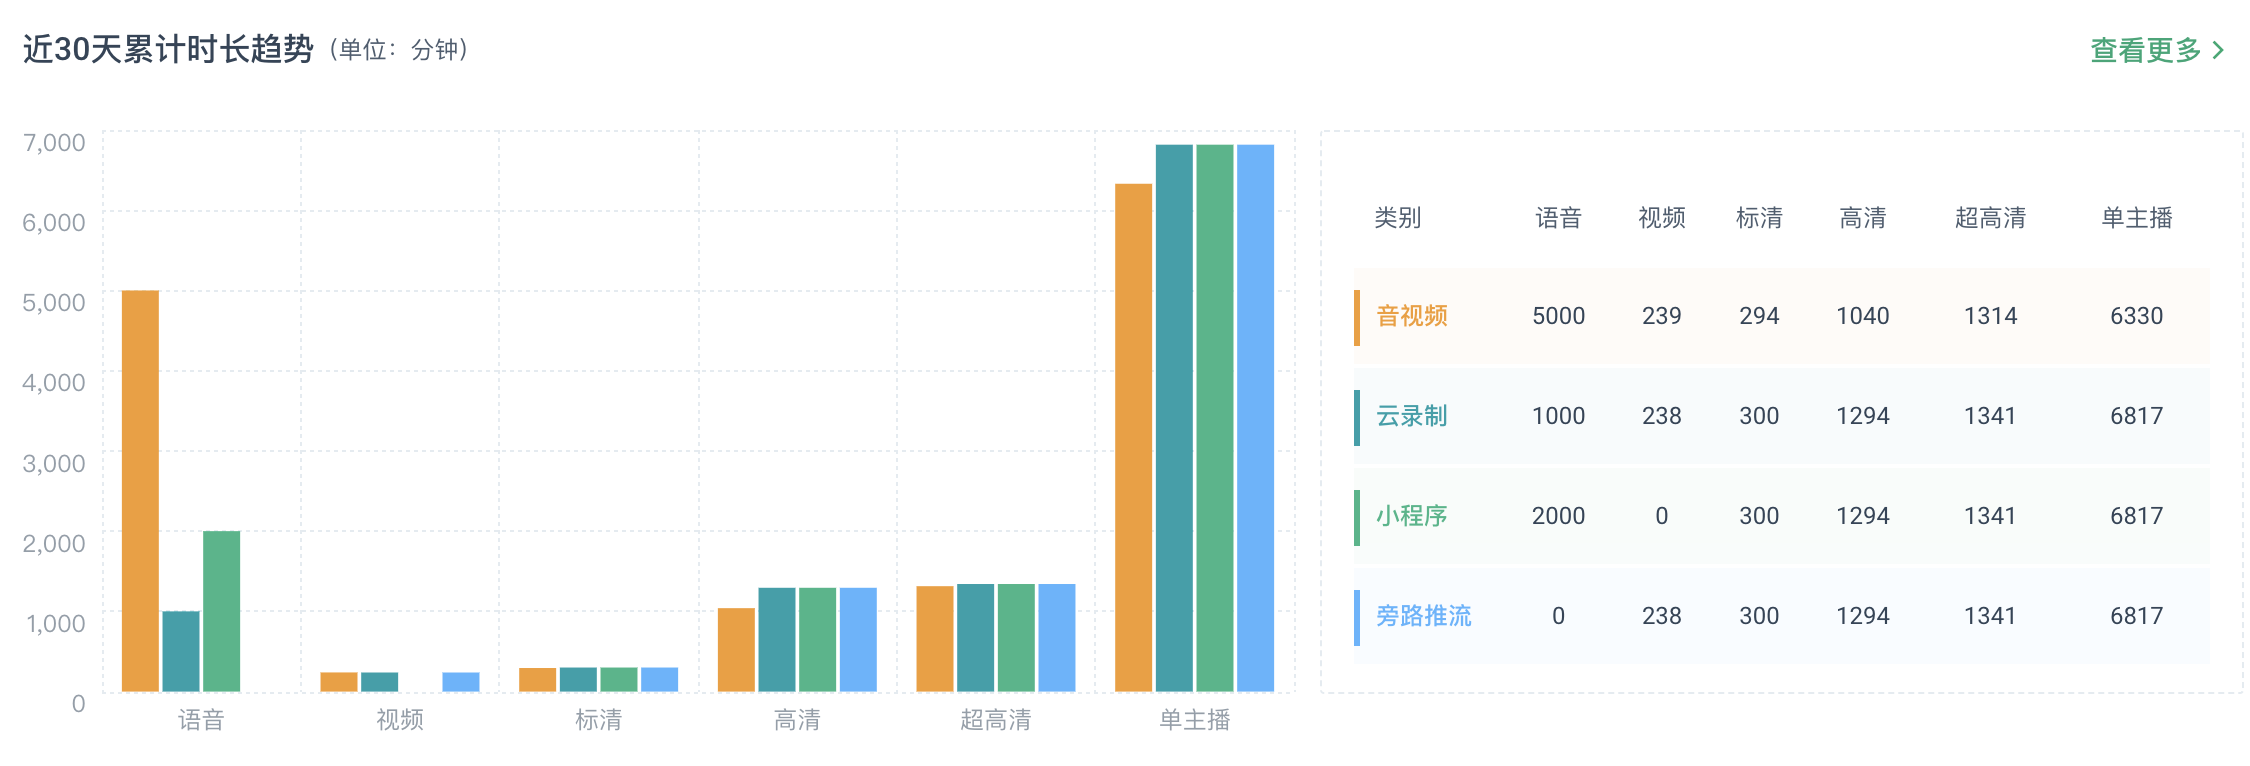 近30天累计时长趋势（单位：分钟）
查看更多
7,000
6,000
5,000
4,000
3,000
2,000
1,000
0
语音 视频 标清 高清 超高清 单主播
类别 语音 视频 标清 高清 超高清 单主播
音视频 5000 239 294 1040 1314 6330
云录制 1000 238 300 1294 1341 6817
小程序 2000 0 300 1294 1341 6817
旁路推流 0 238 300 1294 1341 6817